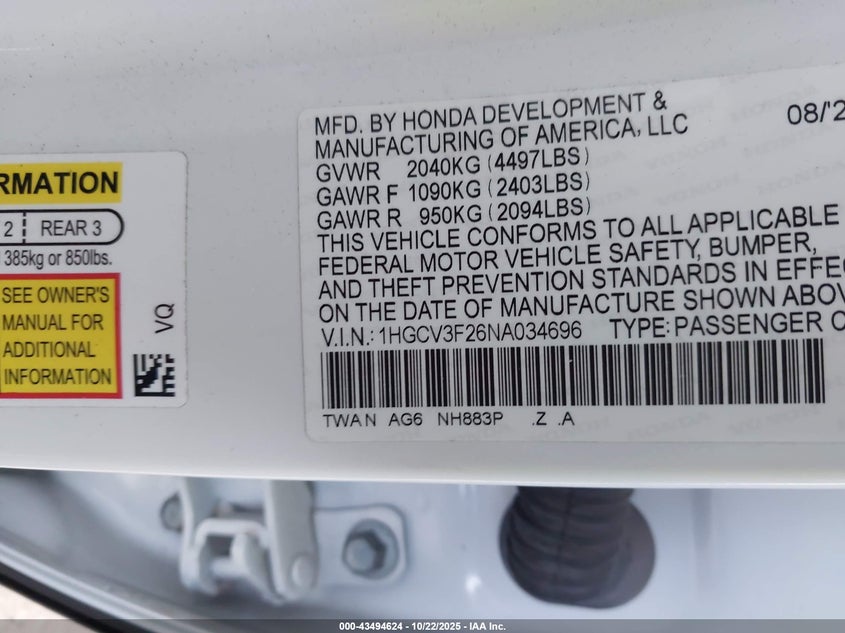 RMATION
2 REAR 3
385kg or 850lbs.
SEE OWNER'S
MANUAL FOR
ADDITIONAL
INFORMATION
VQ
MFD. BY HONDA DEVELOPMENT &
MANUFACTURING OF AMERICA, LLC
08/'2
GVWR 2040KG (4497LBS)
GAWR F 1090KG (2403LBS)
GAWR R 950KG (2094LBS)
THIS VEHICLE CONFORMS TO ALL APPLICABLE
FEDERAL MOTOR VEHICLE SAFETY, BUMPER,
AND THEFT PREVENTION STANDARDS IN EFFEC
ON THE DATE OF MANUFACTURE SHOWN ABOV
V.I.N.: 1HGCV3F26NA034696 TYPE: PASSENGER C
TWAN AG6 NH883P .Z .A
000-43494624 | 10/22/2025 - IAA Inc.